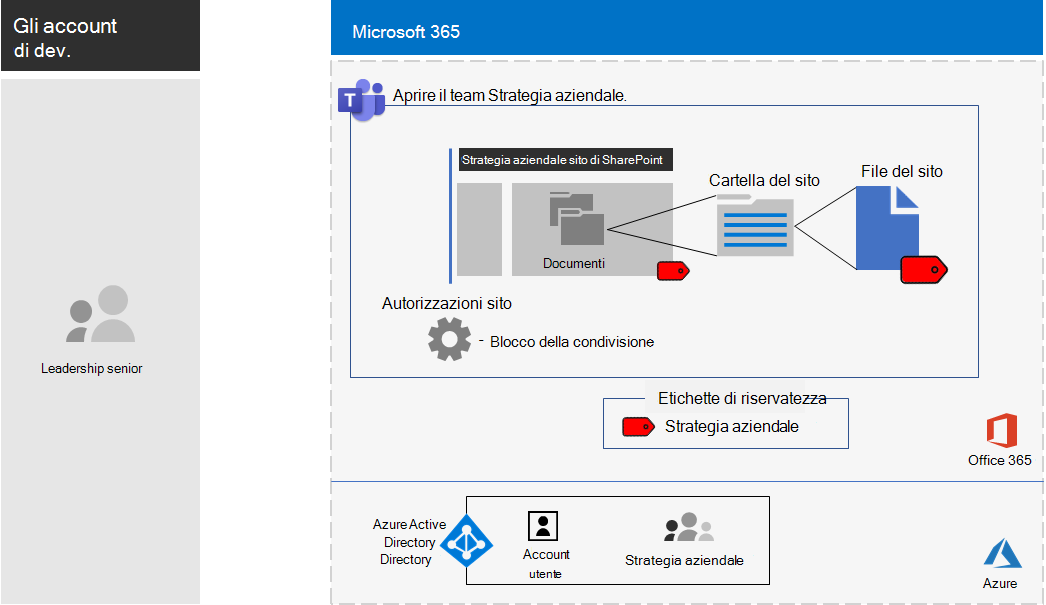 Gli account
di dev.
Leadership senior
Microsoft 365
T
Aprire il team Strategia aziendale.
Strategia aziendale sito di SharePoint
Documenti
Cartella del sito
File del sito
Autorizzazioni sito
- Blocco della condivisione
Etichette di riservatezza
Strategia aziendale
Office 365
Azure Active
Directory
Directory
Account
utente
Strategia aziendale
Azure